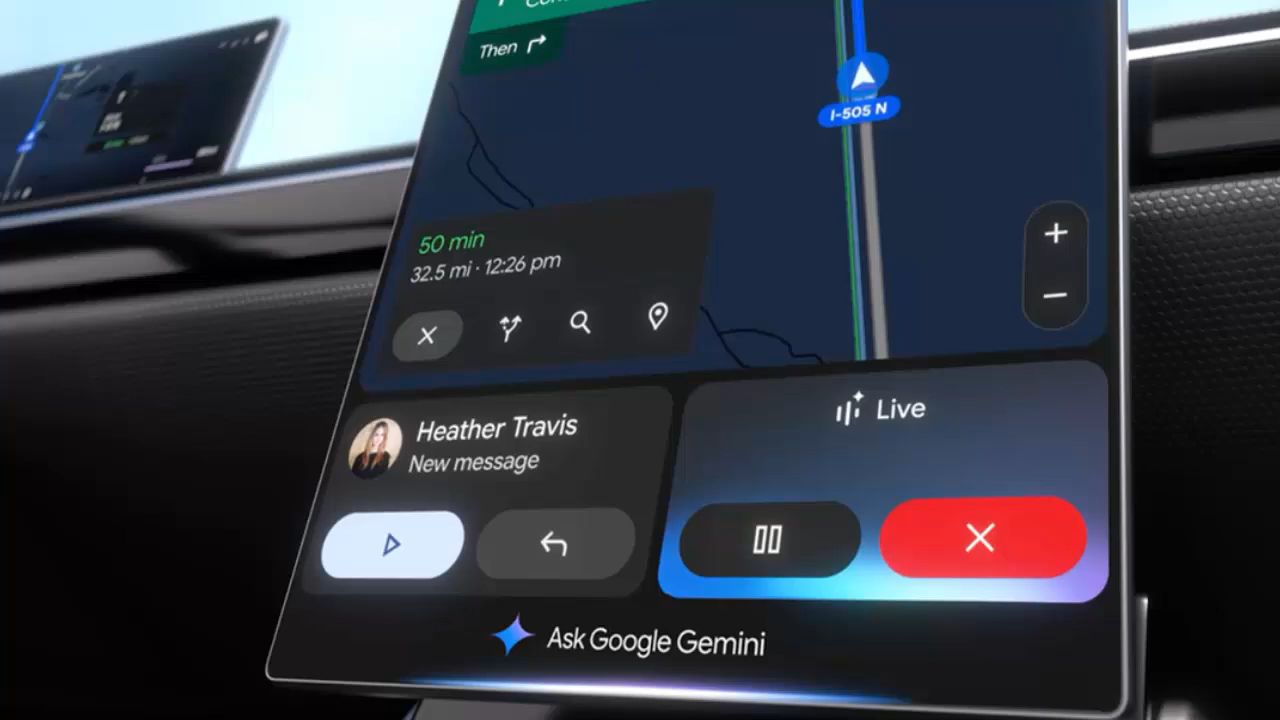 Then
I-505 N
50 min
32.5 mi · 12:26 pm
Heather Travis
New message
Live
Ask Google Gemini